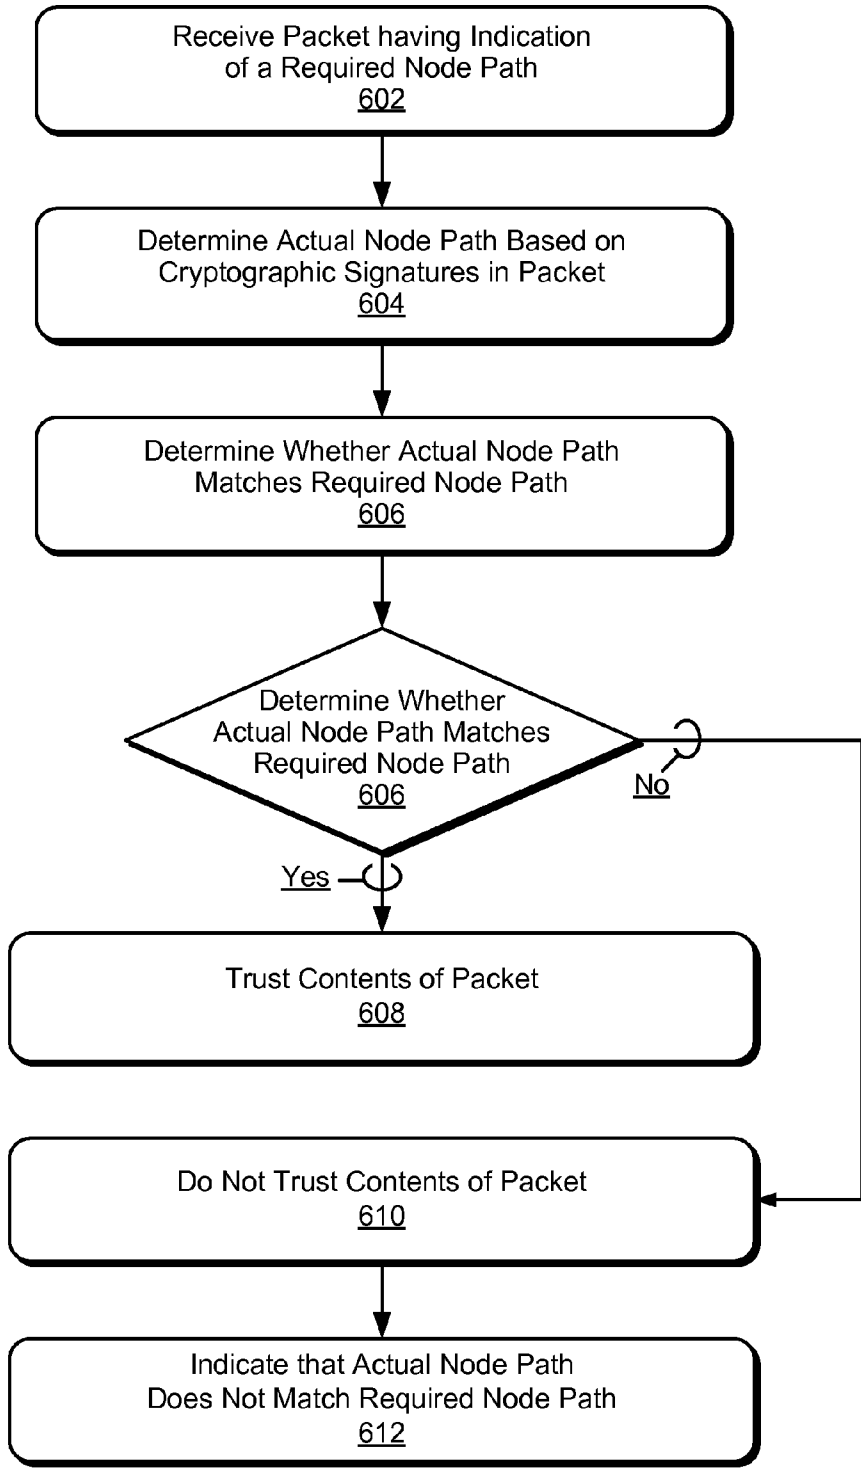 Receive Packet having Indication
of a Required Node Path
602
Determine Actual Node Path Based on
Cryptographic Signatures in Packet
604
Determine Whether Actual Node Path
Matches Required Node Path
606
Determine Whether
Actual Node Path Matches
Required Node Path
606
No
Yes
Trust Contents of Packet
608
Do Not Trust Contents of Packet
610
Indicate that Actual Node Path
Does Not Match Required Node Path
612